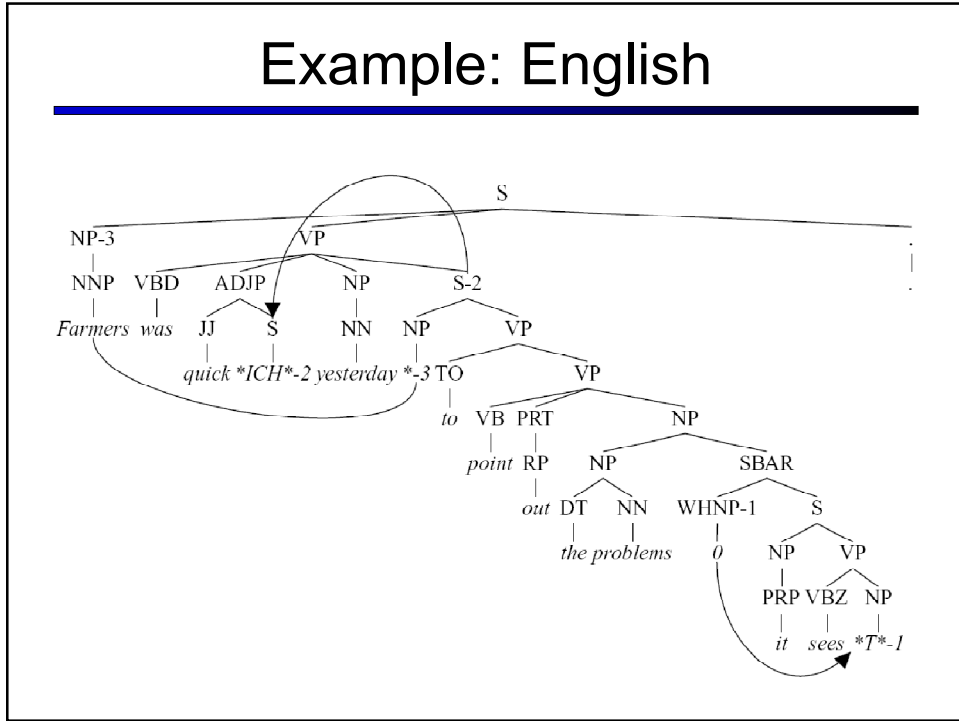 Example: English
S
NP-3 VP .
NNP VBD ADJP NP S-2 .
Farmers was JJ S NN NP VP
quick *ICH*-2 yesterday *-3 TO VP
to VB PRT NP
point RP NP SBAR
out DT NN WHNP-1 S
the problems 0 NP VP
PRP VBZ NP
it sees *T*-1